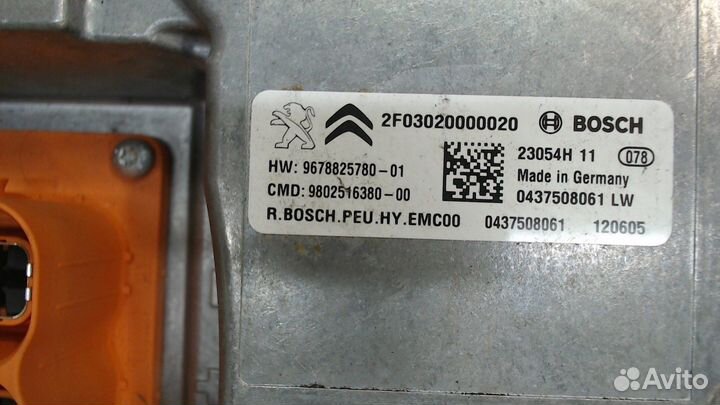 2F03020000020 BOSCH
HW: 9678825780-01
23054H 11 078
CMD: 9802516380-00
Made in Germany
0437508061 LW
R.BOSCH.PEU.HY.EMC00 0437508061 120605
Avito